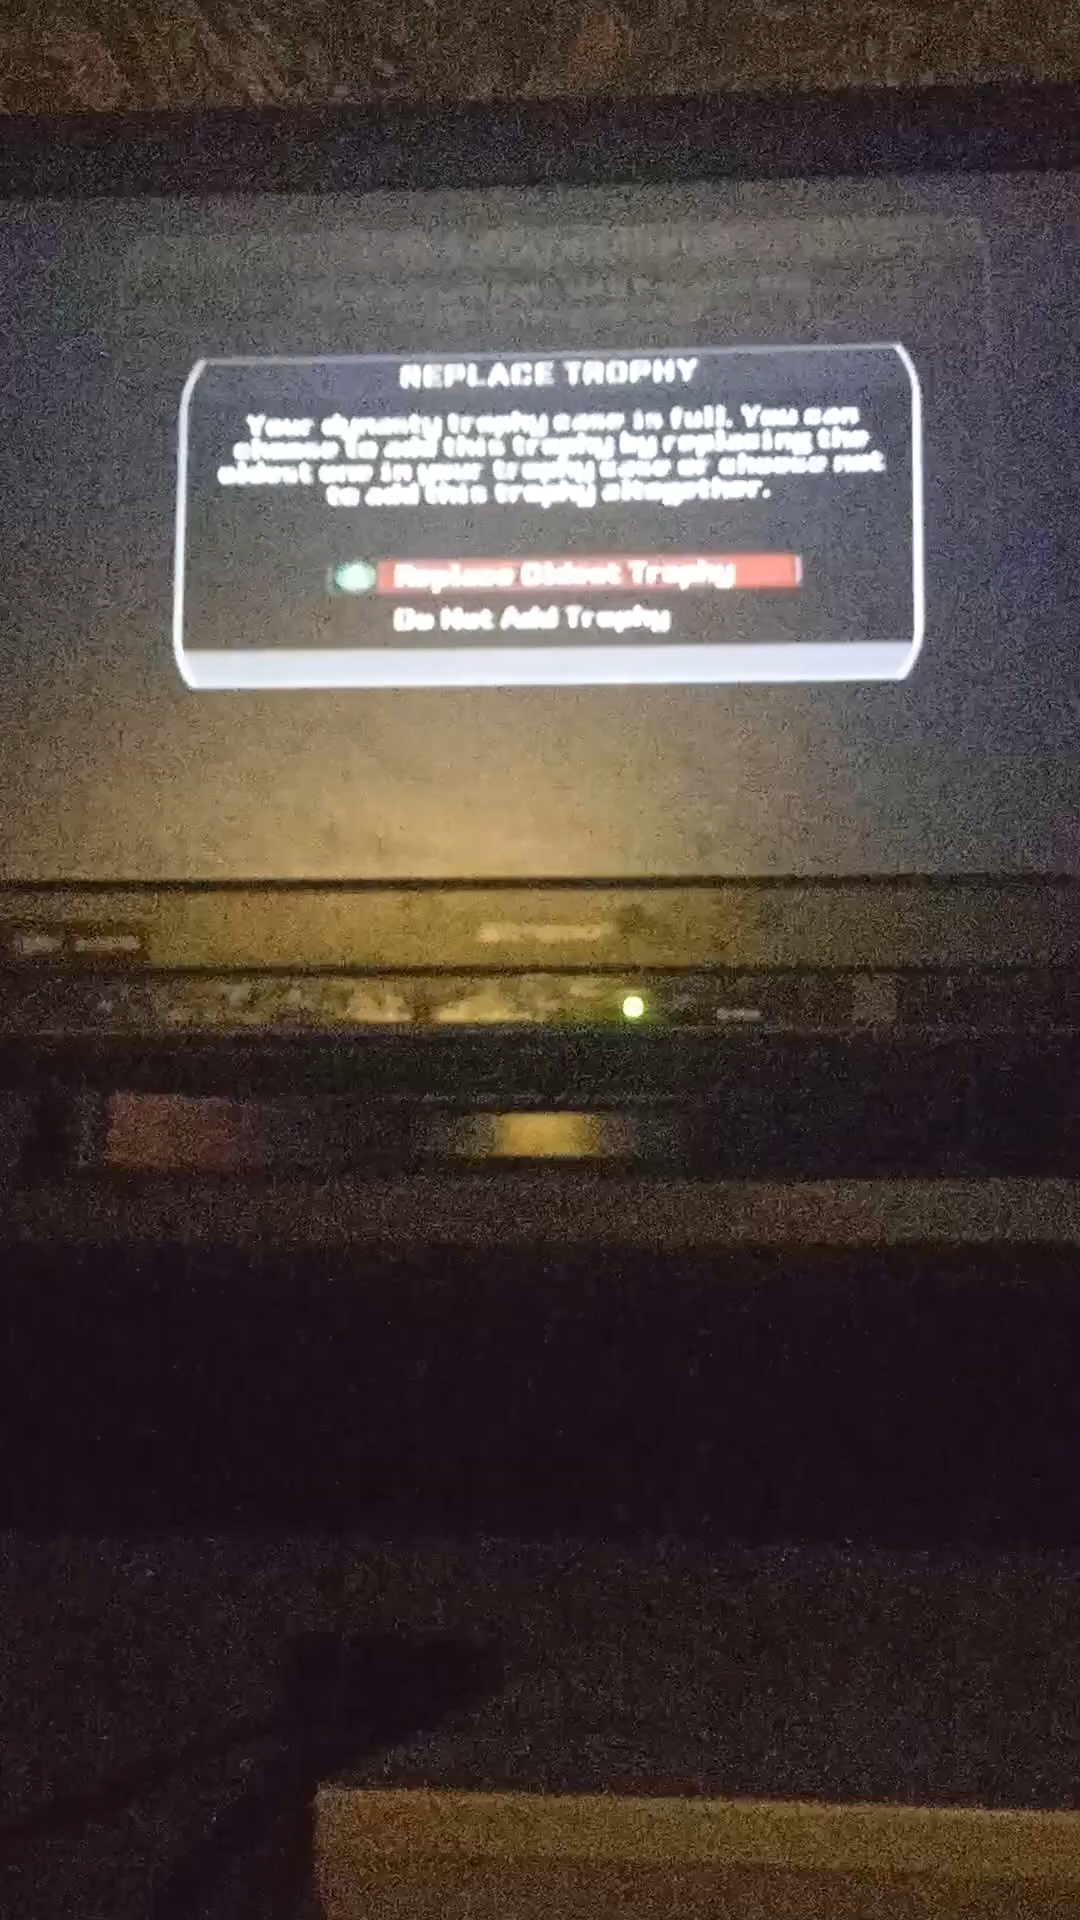 REPLACE TROPHY
Your dynasty trophy case is full. You can
choose to add this trophy by replacing the
oldest one in your trophy case or choose not
to add this trophy altogether.
Replace Oldest Trophy
Do Not Add Trophy